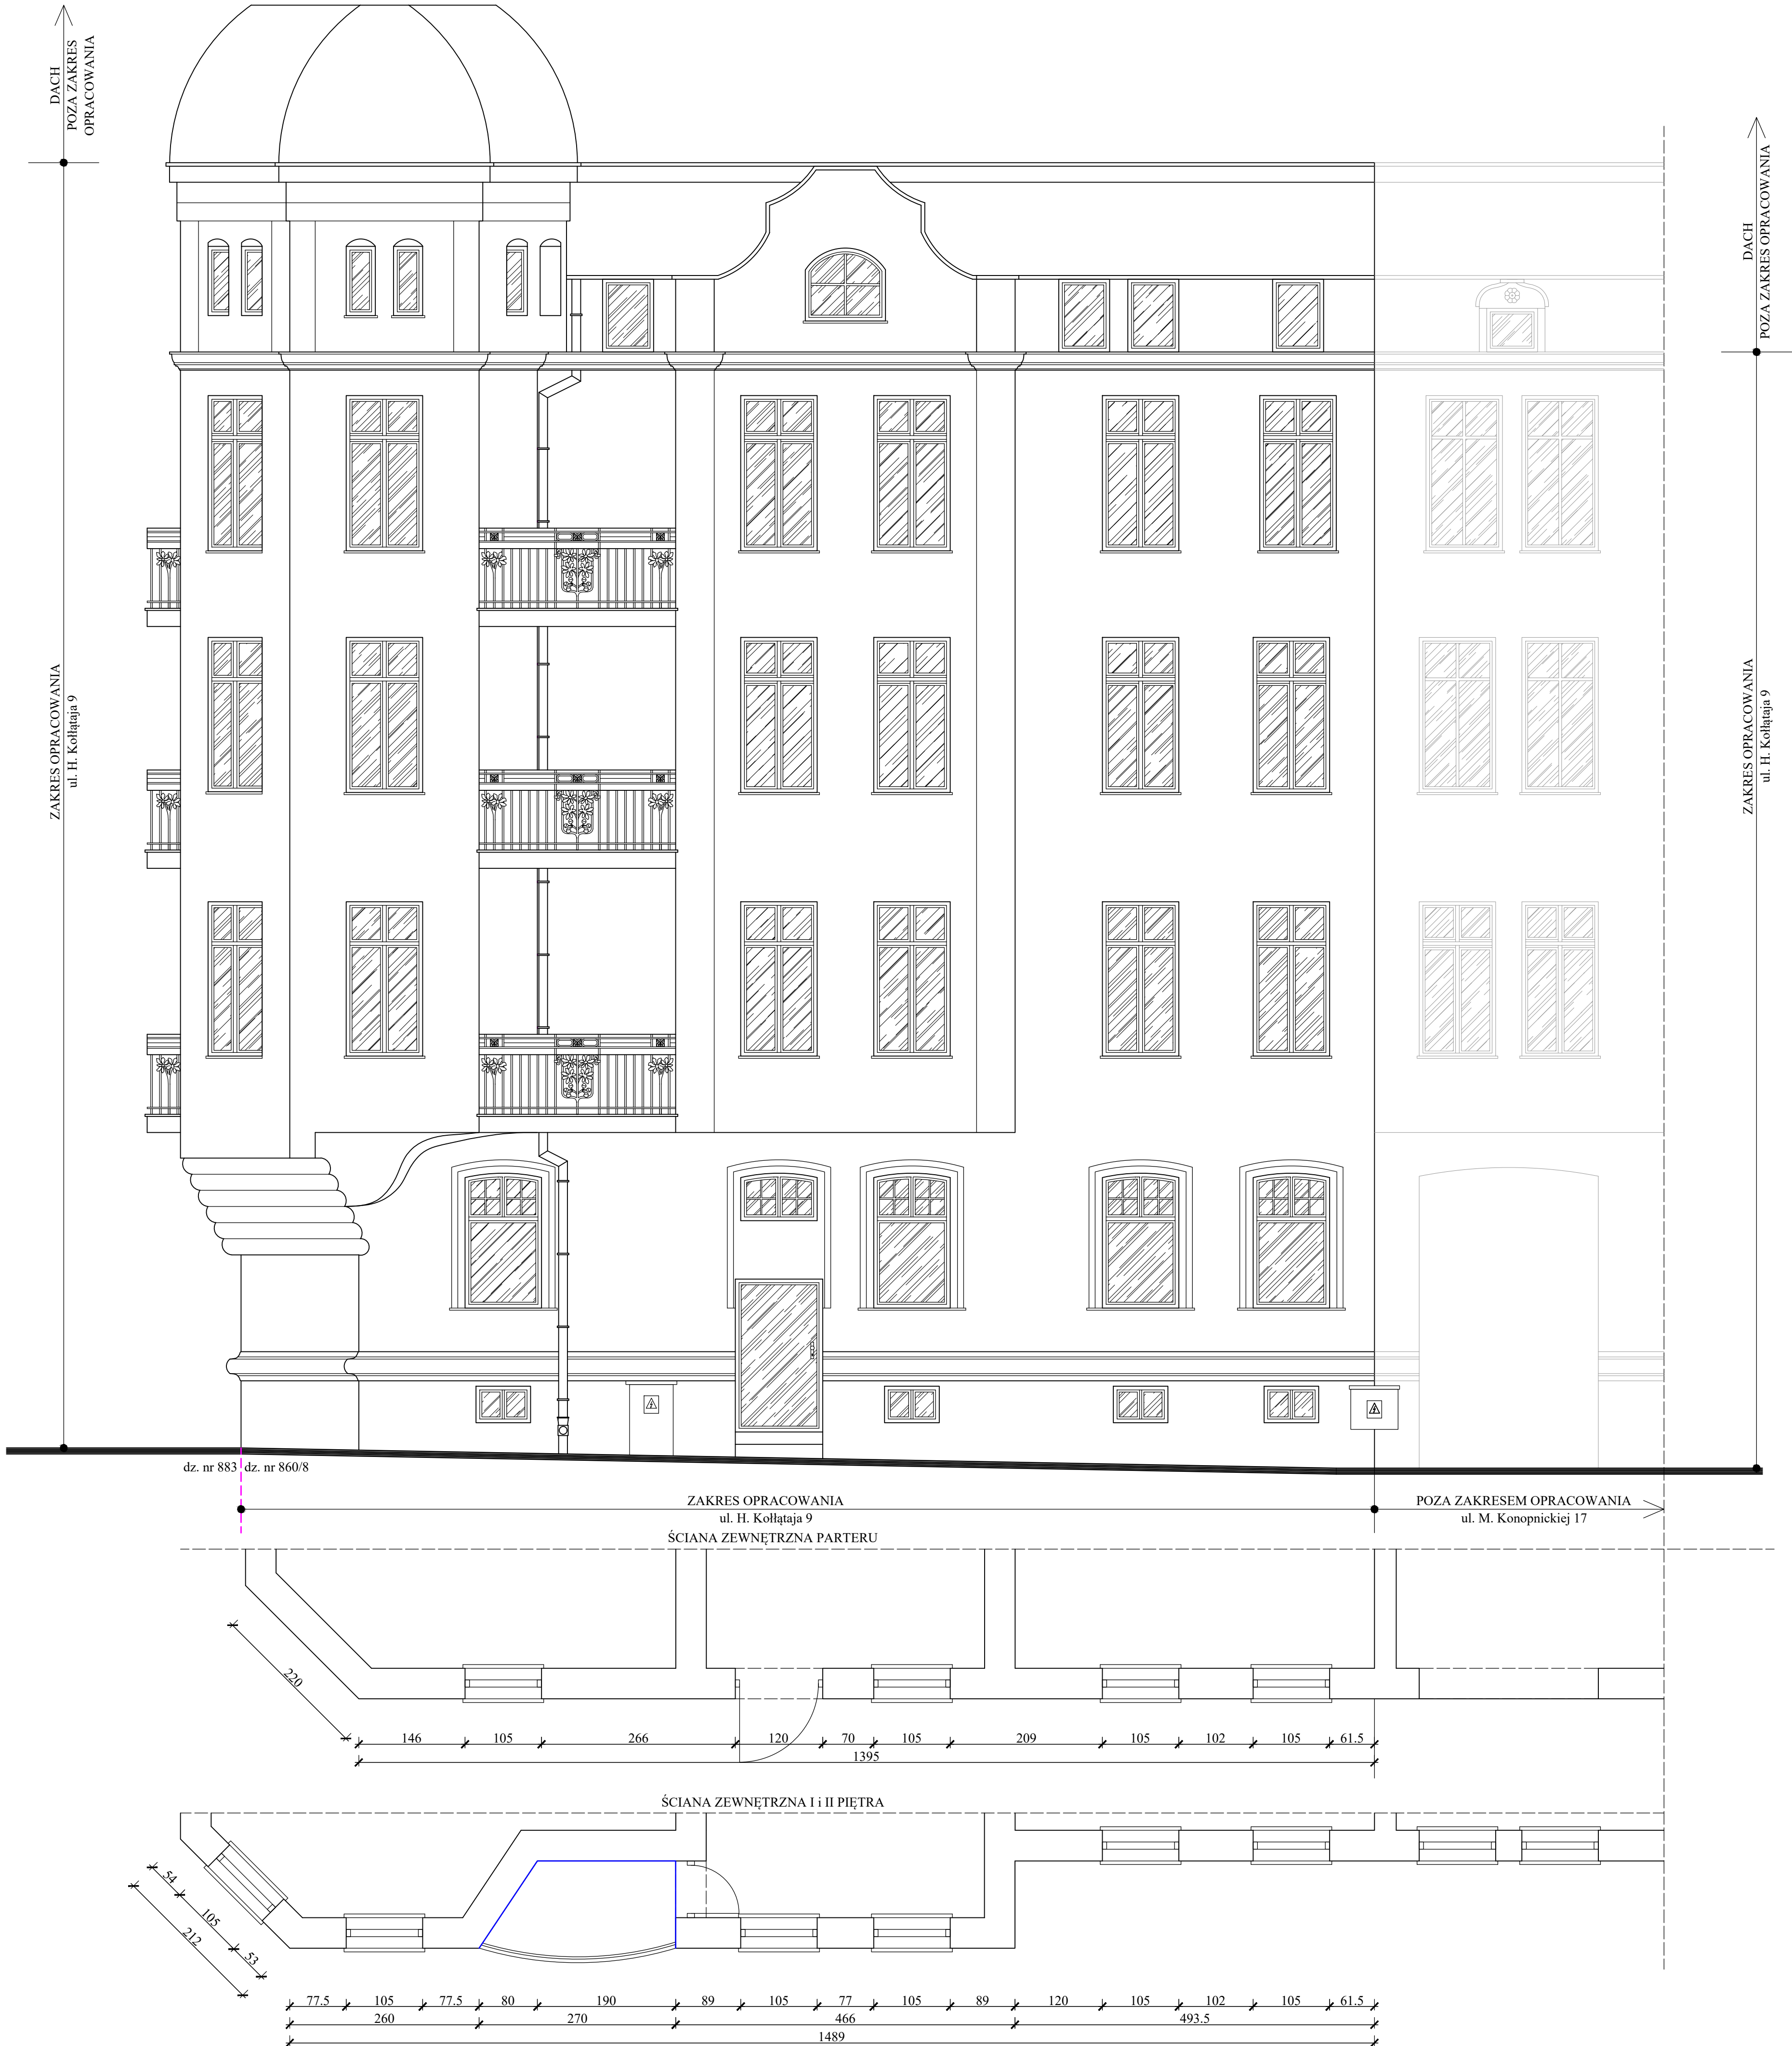 DACH
POZA ZAKRES
OPRACOWANIA
DACH
POZA ZAKRES OPRACOWANIA
ZAKRES OPRACOWANIA
ul. H. Kołłątaja 9
ZAKRES OPRACOWANIA
ul. H. Kołłątaja 9
dz. nr 883 dz. nr 860/8
ZAKRES OPRACOWANIA
ul. H. Kołłątaja 9
POZA ZAKRESEM OPRACOWANIA
ul. M. Konopnickiej 17
ŚCIANA ZEWNĘTRZNA PARTERU
220
146 105 266 120 70 105 209 105 102 105 61.5
1395
ŚCIANA ZEWNĘTRZNA I i II PIĘTRA
54 105 53
212
77.5 105 77.5 80 190 89 105 77 105 89 120 105 102 105 61.5
260 270 466 493.5
1489